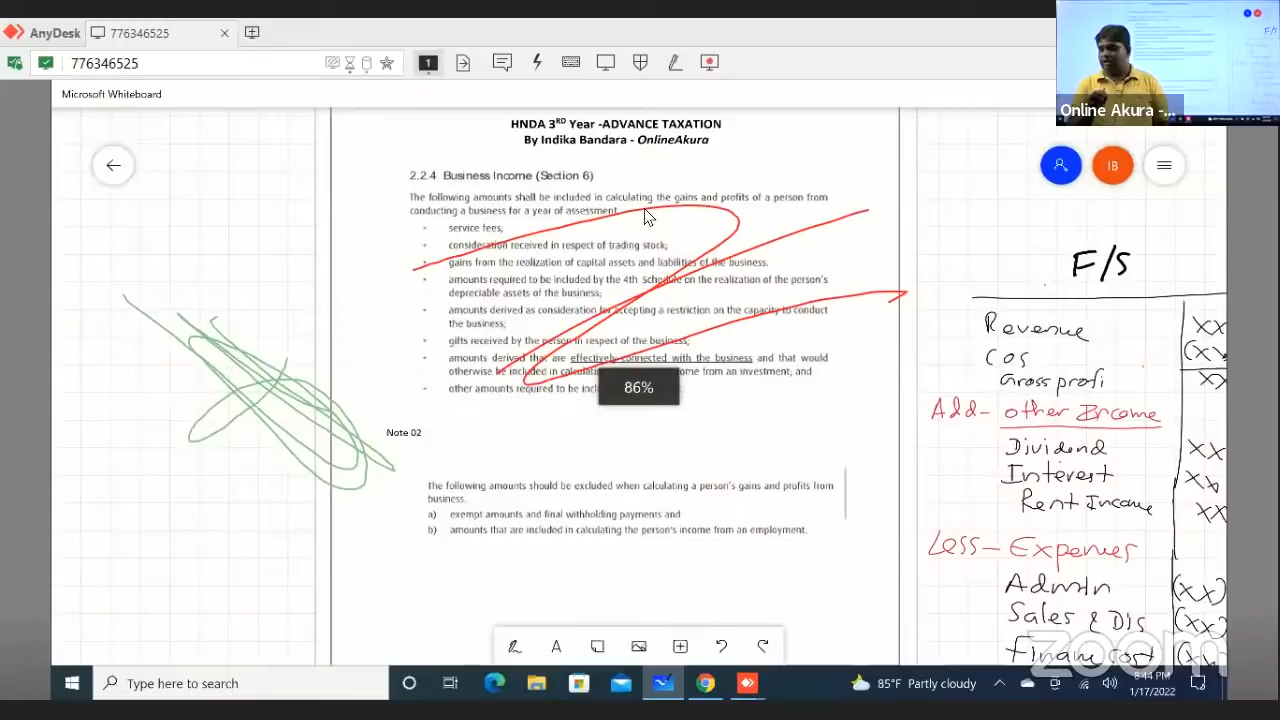 AnyDesk
776346525
776346525
1
Microsoft Whiteboard
Online Akura -...
F/S
IB
HNDA 3RD Year -ADVANCE TAXATION
By Indika Bandara - OnlineAkura
2.2.4 Business Income (Section 6)
The following amounts shall be included in calculating the gains and profits of a person from
conducting a business for a year of assessment
- service fees;
- consideration received in respect of trading stock;
- gains from the realization of capital assets and liabilities of the business.
- amounts required to be included by the 4th Schedule on the realization of the person's
depreciable assets of the business;
- amounts derived as consideration for accepting a restriction on the capacity to conduct
the business;
- gifts received by the person in respect of the business;
- amounts derived that are effectively connected with the business and that would
otherwise be included in calculati ome from an investment; and
- other amounts required to be incl
86%
Note 02
The following amounts should be excluded when calculating a person's gains and profits from
business.
a) exempt amounts and final withholding payments and
b) amounts that are included in calculating the person's income from an employment.
F/S
Revenue XX
COS (XX
Gross profi XX
Add- other Income
Dividend XX
Interest XX
Rent Income XX
Less- Expenses
Admin (XX)
Sales & Dis (XX)
Finance cost (XX
zoom
Type here to search
85°F Partly cloudy
8:44 PM
1/17/2022